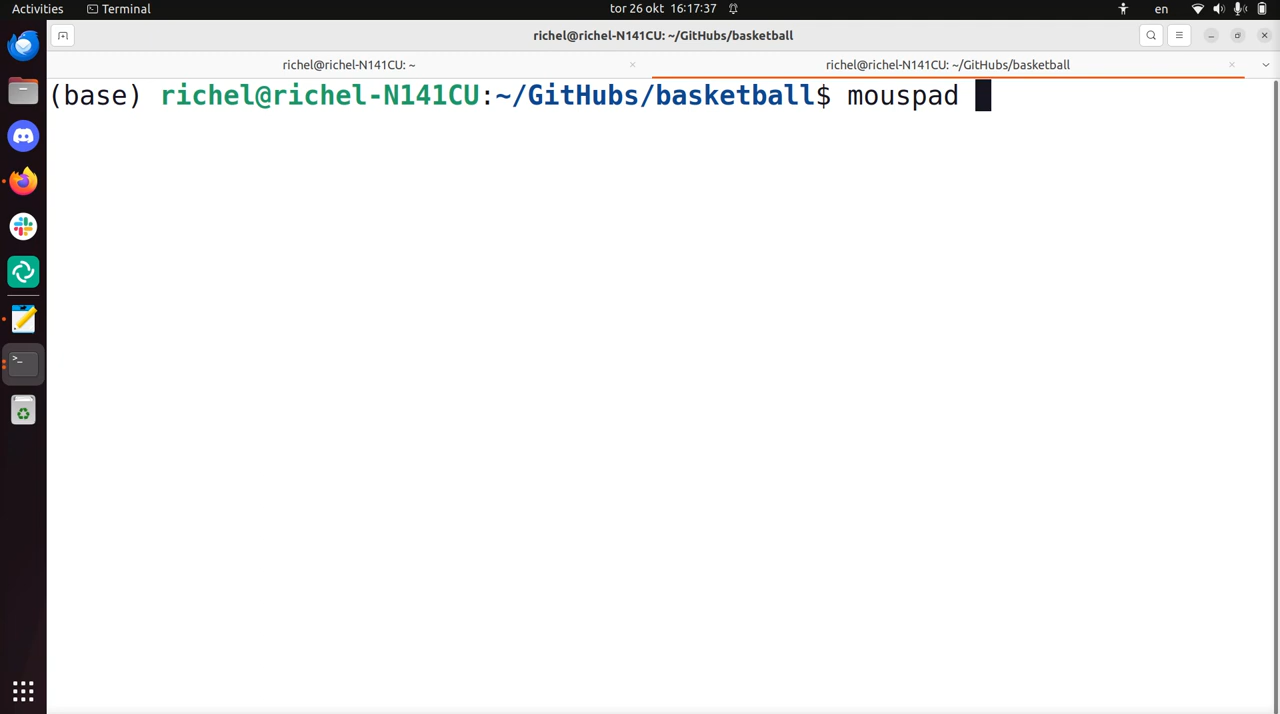 Activities Terminal tor 26 okt 16:17:37 en
richel@richel-N141CU: ~/GitHubs/basketball
richel@richel-N141CU: ~ richel@richel-N141CU: ~/GitHubs/basketball
(base) richel@richel-N141CU:~/GitHubs/basketball$ mouspad